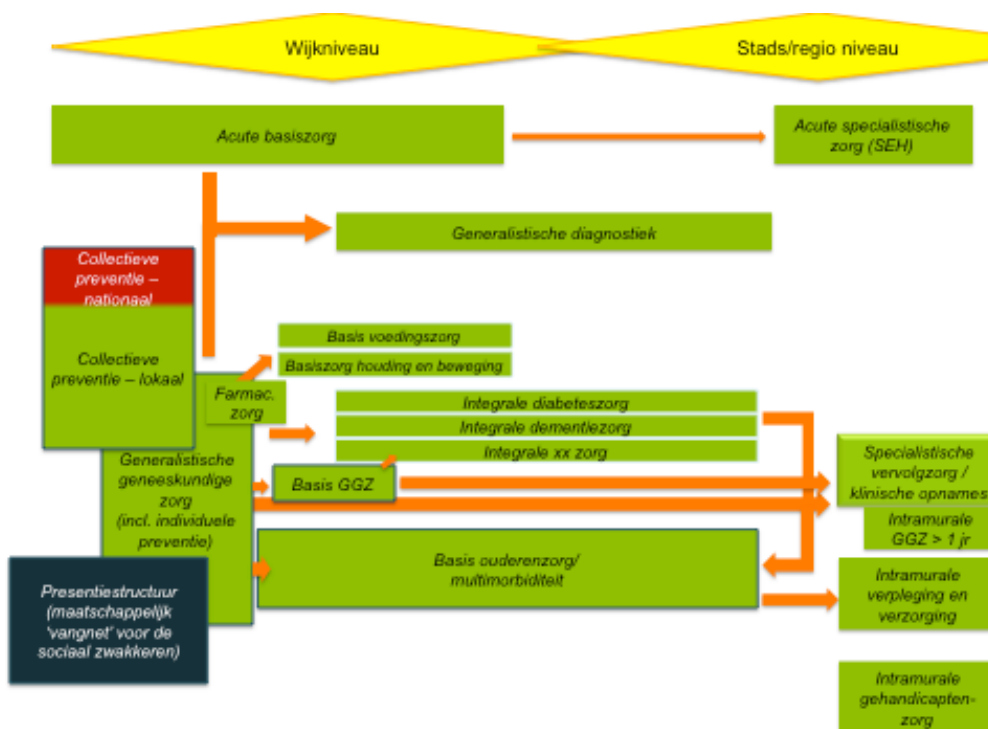 Wijkniveau
Stads/regio niveau
Acute basiszorg
Acute specialistische
zorg (SEH)
Generalistische diagnostiek
Collectieve
preventie –
nationaal
Collectieve
preventie – lokaal
Basis voedingszorg
Basiszorg houding en beweging
Farmac.
zorg
Integrale diabeteszorg
Integrale dementiezorg
Integrale xx zorg
Generalistische
geneeskundige
zorg
(incl. individuele
preventie)
Basis GGZ
Specialistische
vervolgzorg /
klinische opnames
Intramurale
GGZ > 1 jr
Basis ouderenzorg/
multimorbiditeit
Presentiestructuur
(maatschappelijk
'vangnet' voor de
sociaal zwakkeren)
Intramurale
verpleging en
verzorging
Intramurale
gehandicapten-
zorg